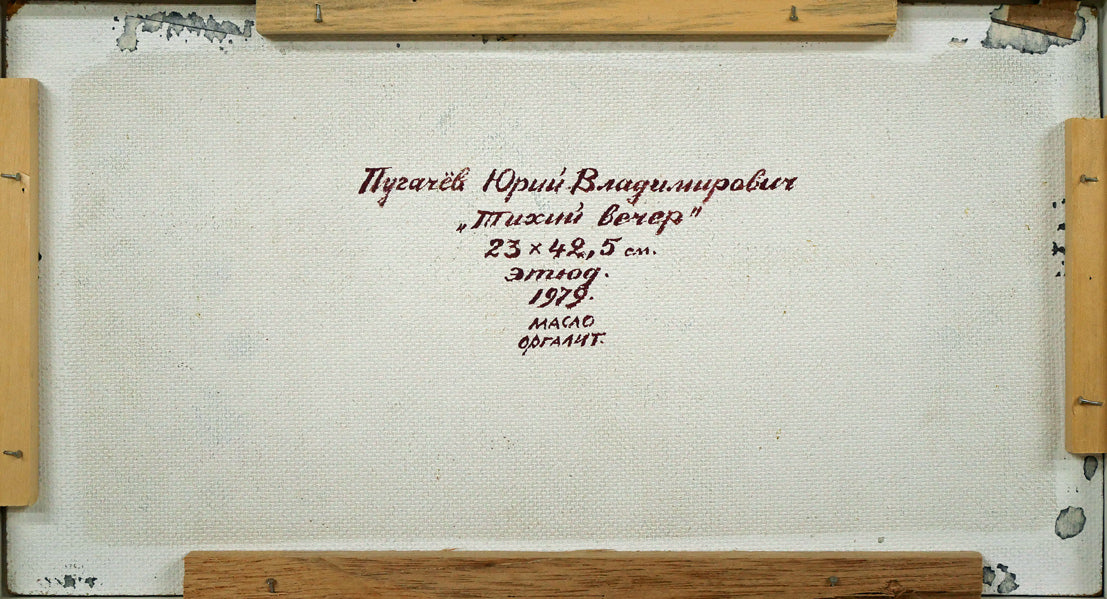 Пугачёв Юрий Владимирович
„Тихий вечер"
23 × 42,5 см.
этюд.
1979.
МАСЛО
ОРГАЛИТ.